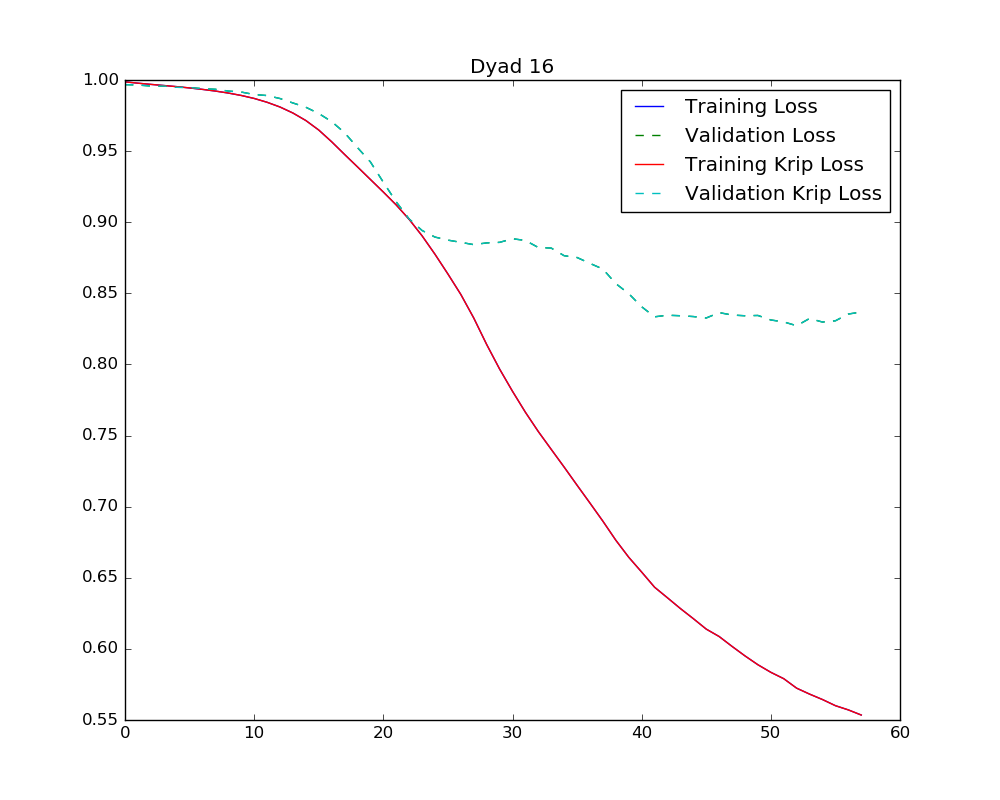 Dyad 16
1.00
0.95
0.90
0.85
0.80
0.75
0.70
0.65
0.60
0.55
Training Loss
Validation Loss
Training Krip Loss
Validation Krip Loss
0 10 20 30 40 50 60